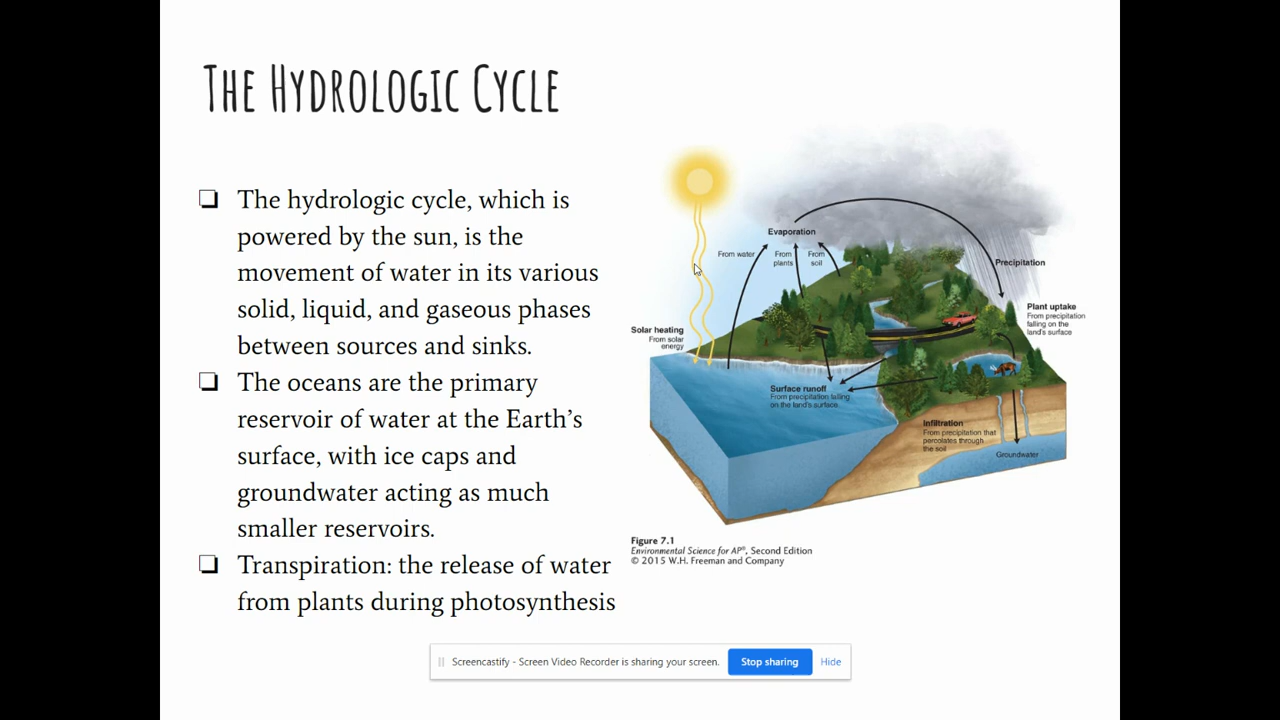 The Hydrologic Cycle
❏ The hydrologic cycle, which is
powered by the sun, is the
movement of water in its various
solid, liquid, and gaseous phases
between sources and sinks.
❏ The oceans are the primary
reservoir of water at the Earth's
surface, with ice caps and
groundwater acting as much
smaller reservoirs.
❏ Transpiration: the release of water
from plants during photosynthesis
Evaporation
From water
From
plants
From
soil
Precipitation
Plant uptake
From precipitation
falling on the
land's surface
Solar heating
From solar
energy
Surface runoff
From precipitation falling
on the land's surface
Infiltration
From precipitation that
percolates through
the soil
Groundwater
Figure 7.1
Environmental Science for AP®, Second Edition
© 2015 W.H. Freeman and Company
Screencastify - Screen Video Recorder is sharing your screen.
Stop sharing
Hide